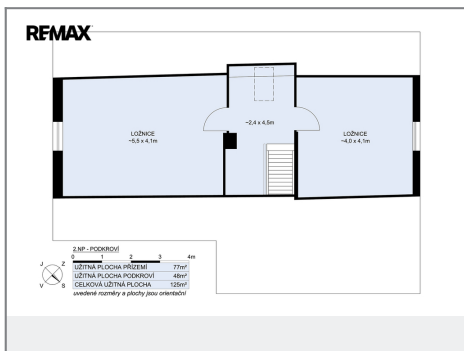 REMAX
LOŽNICE
~5,5 x 4,1m
~2,4 x 4,5m
LOŽNICE
~4,0 x 4,1m
2.NP - PODKROVÍ
0 1 2 3 4m
J Z
V S
UŽITNÁ PLOCHA PŘÍZEMÍ 77m²
UŽITNÁ PLOCHA PODKROVÍ 48m²
CELKOVÁ UŽITNÁ PLOCHA 125m²
uvedené rozměry a plochy jsou orientační